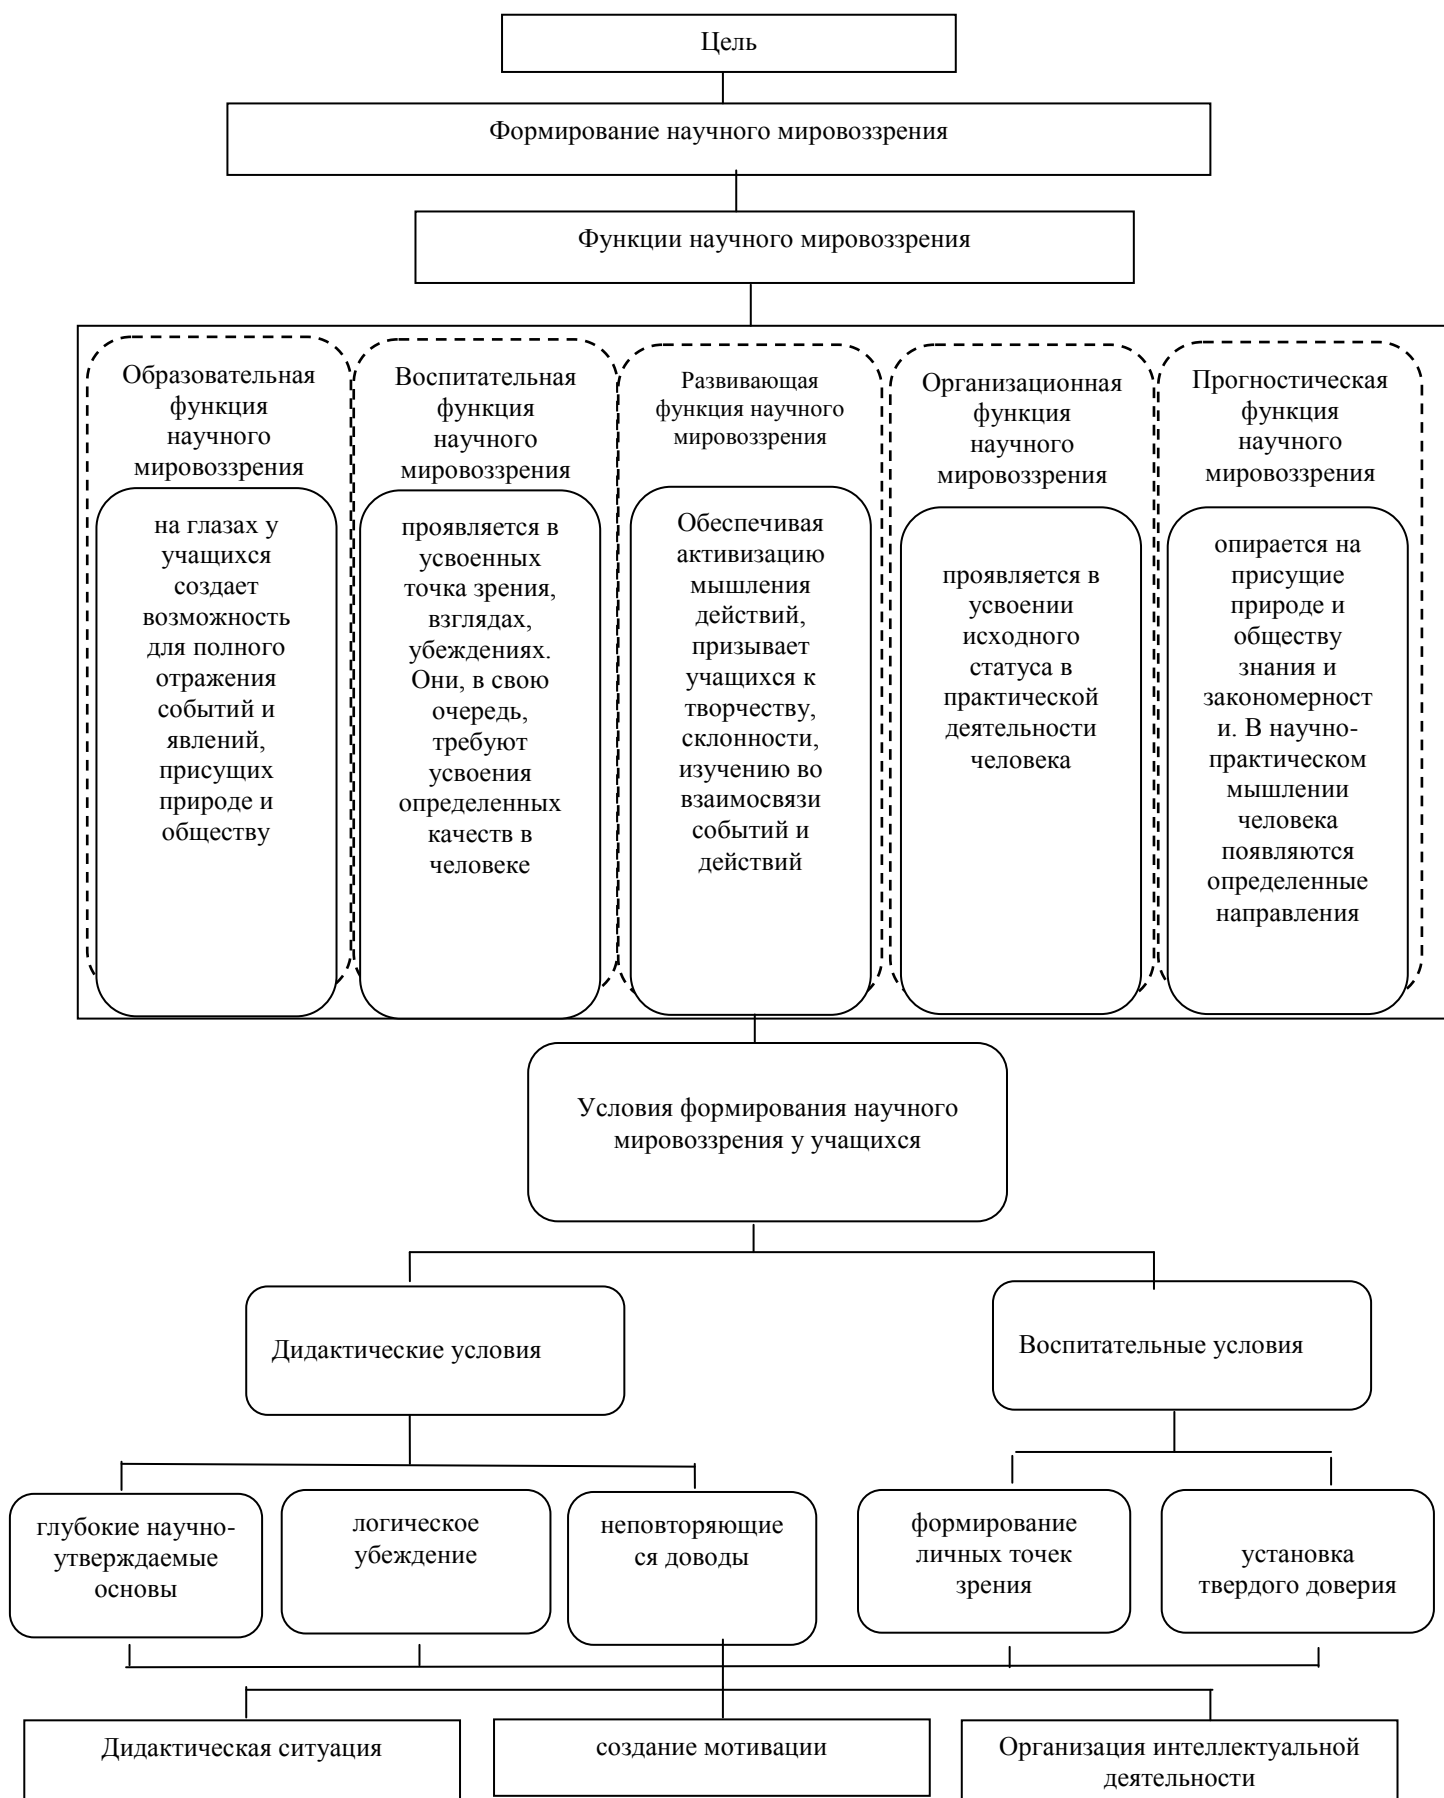 Цель
Формирование научного мировоззрения
Функции научного мировоззрения
Образовательная
функция
научного
мировоззрения
на глазах у
учащихся
создает
возможность
для полного
отражения
событий и
явлений,
присущих
природе и
обществу
Воспитательная
функция
научного
мировоззрения
проявляется в
усвоенных
точка зрения,
взглядах,
убеждениях.
Они, в свою
очередь,
требуют
усвоения
определенных
качеств в
человеке
Развивающая
функция научного
мировоззрения
Обеспечивая
активизацию
мышления
действий,
призывает
учащихся к
творчеству,
склонности,
изучению во
взаимосвязи
событий и
действий
Организационная
функция
научного
мировоззрения
проявляется в
усвоении
исходного
статуса в
практической
деятельности
человека
Прогностическая
функция
научного
мировоззрения
опирается на
присущие
природе и
обществу
знания и
закономерност
и. В научно-
практическом
мышлении
человека
появляются
определенные
направления
Условия формирования научного
мировоззрения у учащихся
Дидактические условия
Воспитательные условия
глубокие научно-
утверждаемые
основы
логическое
убеждение
неповторяющие
ся доводы
формирование
личных точек
зрения
установка
твердого доверия
Дидактическая ситуация
создание мотивации
Организация интеллектуальной
деятельности